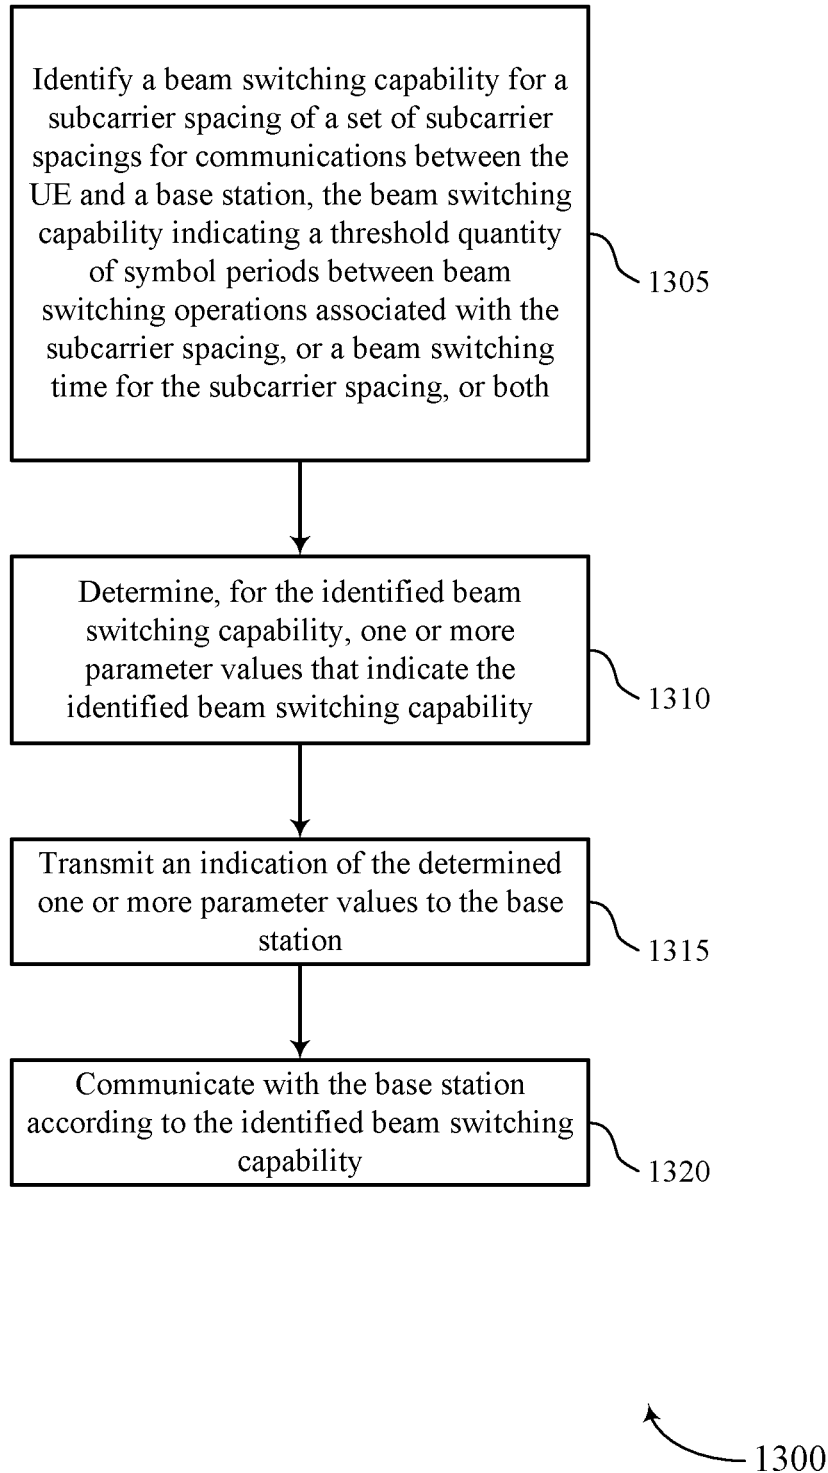 Identify a beam switching capability for a
subcarrier spacing of a set of subcarrier
spacings for communications between the
UE and a base station, the beam switching
capability indicating a threshold quantity
of symbol periods between beam
switching operations associated with the
subcarrier spacing, or a beam switching
time for the subcarrier spacing, or both
1305
Determine, for the identified beam
switching capability, one or more
parameter values that indicate the
identified beam switching capability
1310
Transmit an indication of the determined
one or more parameter values to the base
station
1315
Communicate with the base station
according to the identified beam switching
capability
1320
1300